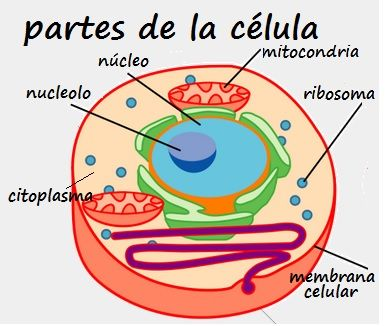 partes de la célula
núcleo
mitocondria
nucleolo
ribosoma
citoplasma
membrana
celular